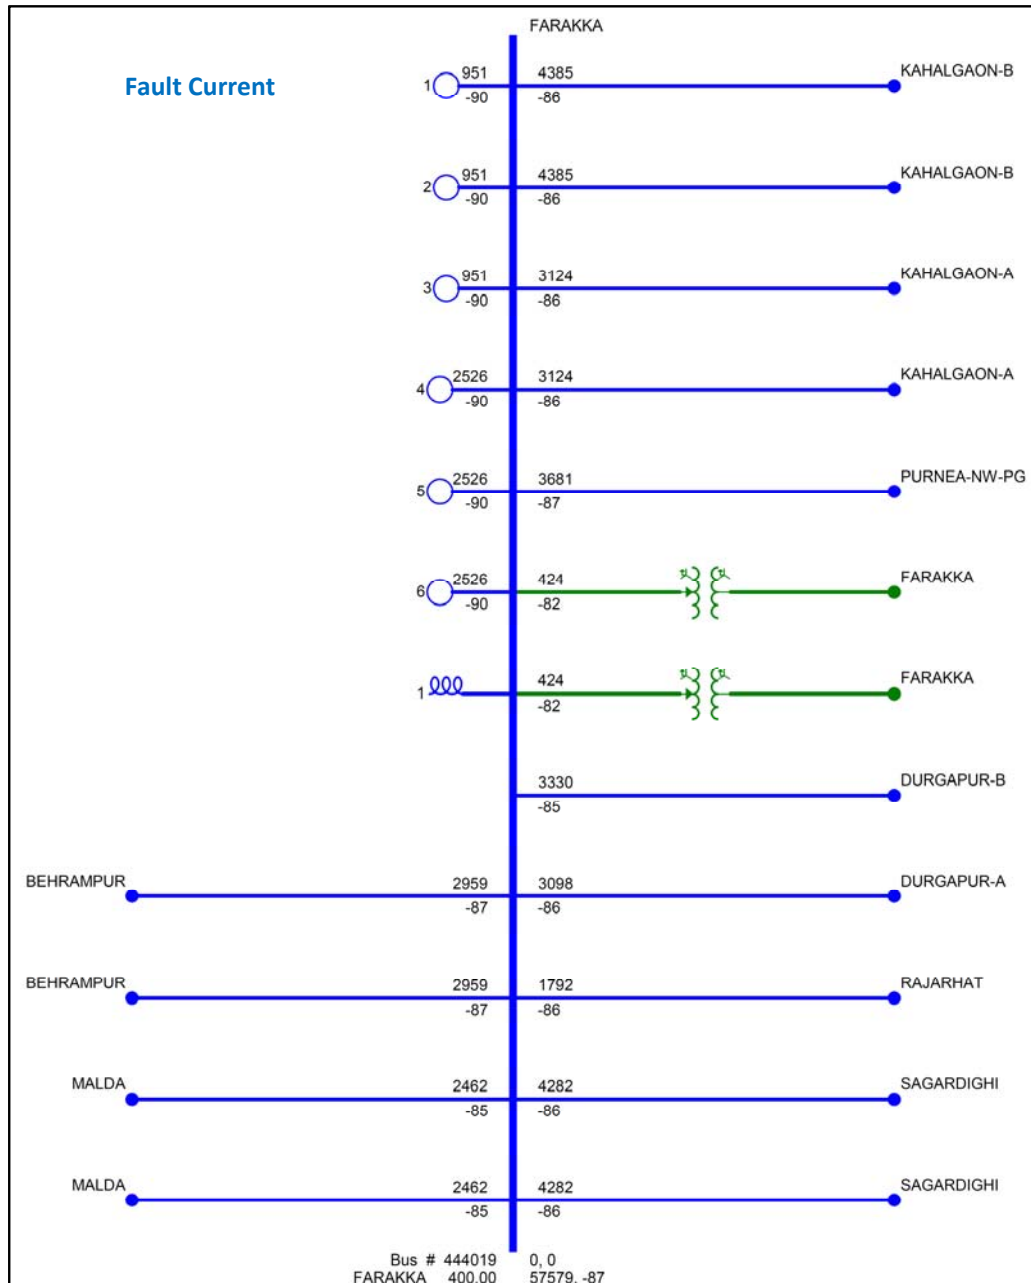 FARAKKA
Fault Current
1 951 4385 KAHALGAON-B
-90 -86
2 951 4385 KAHALGAON-B
-90 -86
3 951 3124 KAHALGAON-A
-90 -86
4 2526 3124 KAHALGAON-A
-90 -86
5 2526 3681 PURNEA-NW-PG
-90 -87
6 2526 424 FARAKKA
-90 -82
1 424 FARAKKA
-82
3330 DURGAPUR-B
-85
BEHRAMPUR 2959 3098 DURGAPUR-A
-87 -86
BEHRAMPUR 2959 1792 RAJARHAT
-87 -86
MALDA 2462 4282 SAGARDIGHI
-85 -86
MALDA 2462 4282 SAGARDIGHI
-85 -86
Bus # 444019 0, 0
FARAKKA 400.00 57579, -87